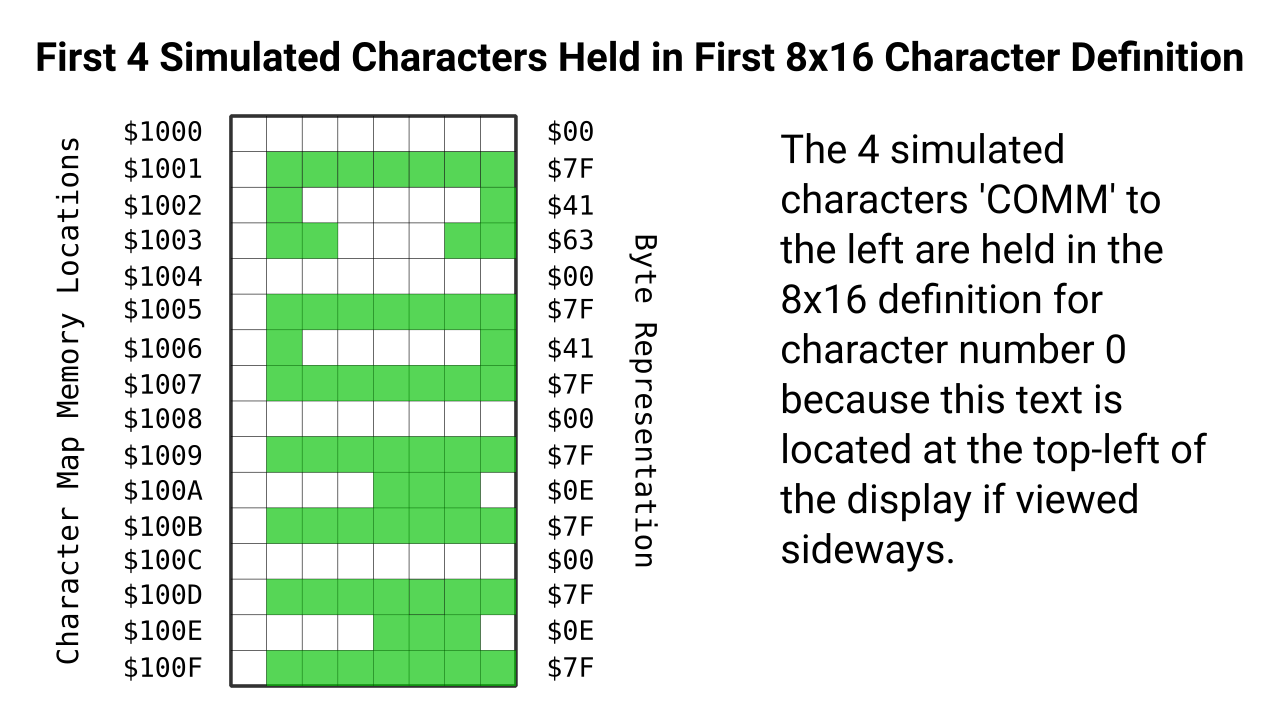 First 4 Simulated Characters Held in First 8x16 Character Definition
Character Map Memory Locations
$1000 $00
$1001 $7F
$1002 $41
$1003 $63
$1004 $00
$1005 $7F
$1006 $41
$1007 $7F
$1008 $00
$1009 $7F
$100A $0E
$100B $7F
$100C $00
$100D $7F
$100E $0E
$100F $7F
Byte Representation
The 4 simulated
characters 'COMM' to
the left are held in the
8x16 definition for
character number 0
because this text is
located at the top-left of
the display if viewed
sideways.